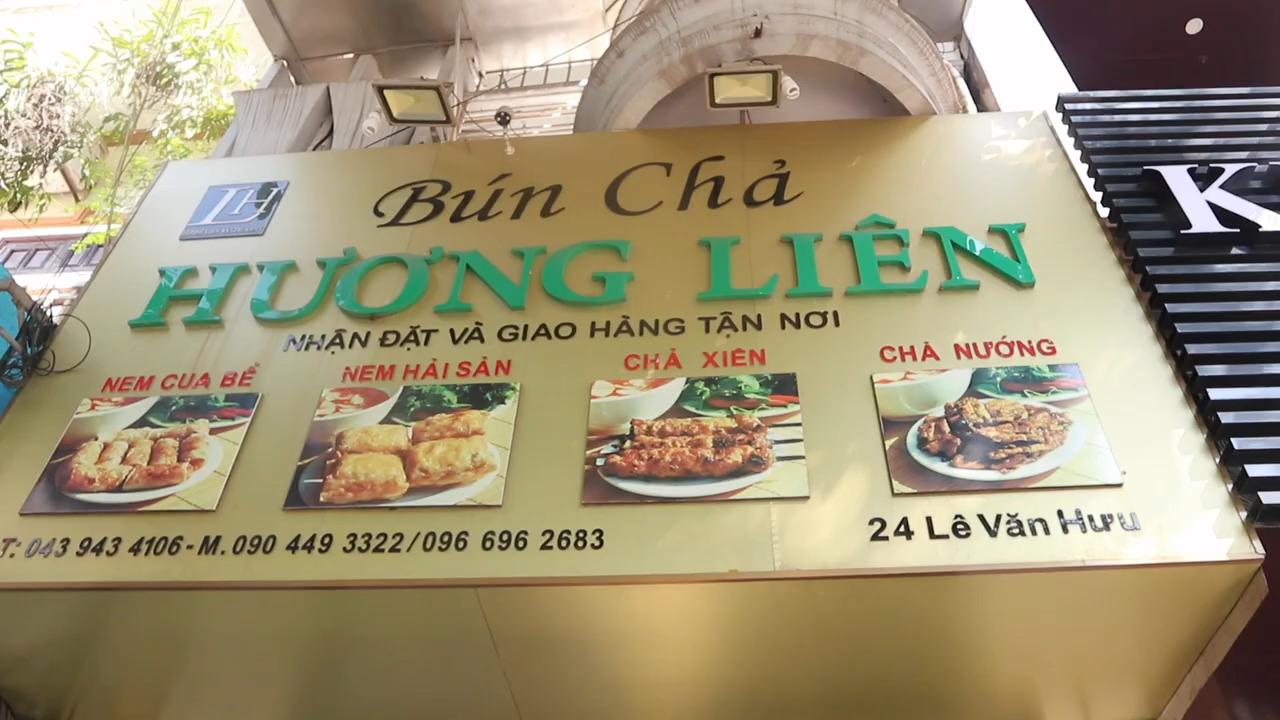 LH
Bún Chả
HƯƠNG LIÊN
NHẬN ĐẶT VÀ GIAO HÀNG TẬN NƠI
NEM CUA BỂ
NEM HẢI SẢN
CHẢ XIÊN
CHẢ NƯỚNG
T: 043 943 4106 - M. 090 449 3322 / 096 696 2683
24 Lê Văn Hưu
K